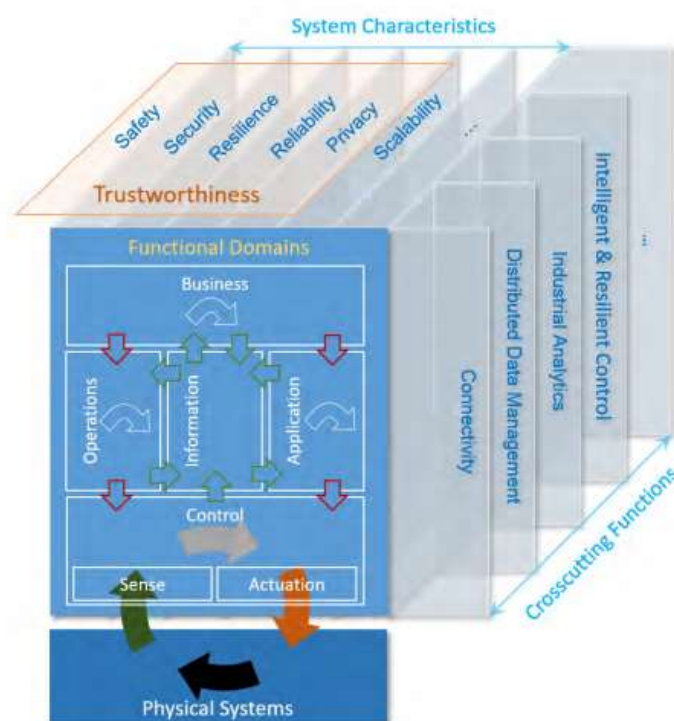 System Characteristics
Safety
Security
Resilience
Reliability
Privacy
Scalability
...
Trustworthiness
Functional Domains
Business
Operations
Information
Application
Control
Sense
Actuation
Physical Systems
Connectivity
Distributed Data Management
Industrial Analytics
Intelligent & Resilient Control
...
Crosscutting Functions